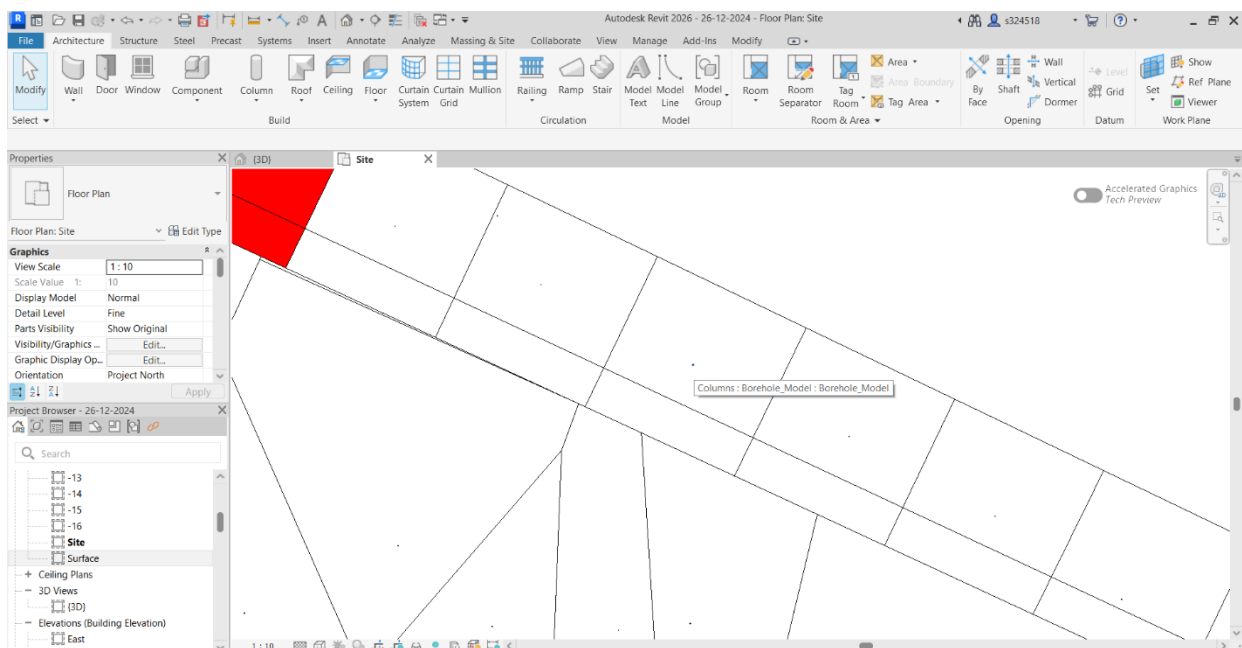 Autodesk Revit 2026 - 26-12-2024 - Floor Plan: Site
s324518
File Architecture Structure Steel Precast Systems Insert Annotate Analyze Massing & Site Collaborate View Manage Add-Ins Modify
Modify Wall Door Window Component Column Roof Ceiling Floor Curtain System Curtain Grid Mullion Railing Ramp Stair Model Text Model Line Model Group Room Room Separator Tag Room
Area
Area Boundary
Tag Area
By Face Shaft
Wall
Vertical
Dormer
Level
Grid
Set
Show
Ref Plane
Viewer
Select Build Circulation Model Room & Area Opening Datum Work Plane
Properties
{3D} Site
Floor Plan
Floor Plan: Site Edit Type
Graphics
View Scale 1 : 10
Scale Value 1: 10
Display Model Normal
Detail Level Fine
Parts Visibility Show Original
Visibility/Graphics ... Edit...
Graphic Display Op... Edit...
Orientation Project North
Apply
Project Browser - 26-12-2024
Search
-13
-14
-15
-16
Site
Surface
Ceiling Plans
3D Views
{3D}
Elevations (Building Elevation)
East
Accelerated Graphics
Tech Preview
Columns : Borehole_Model : Borehole_Model
1 : 10